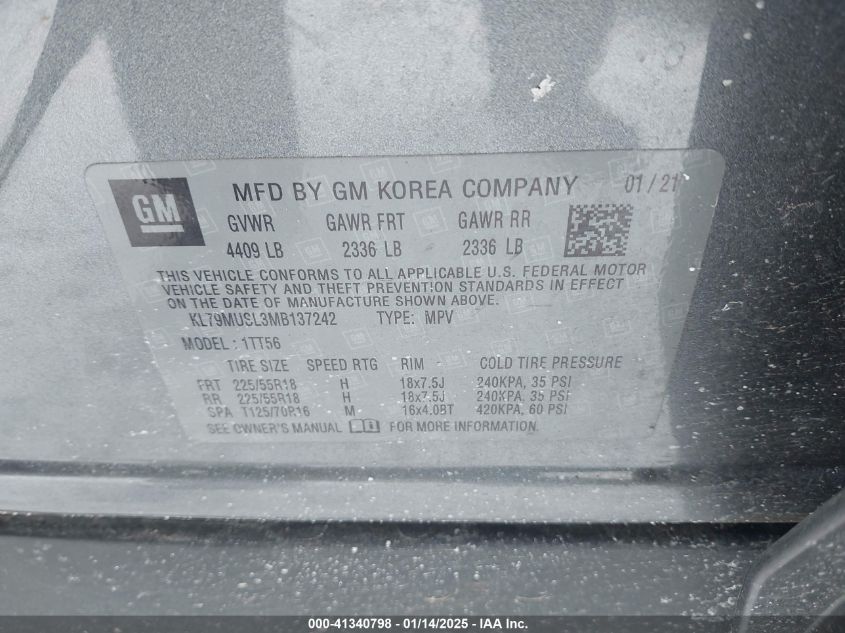 GM
MFD BY GM KOREA COMPANY 01/21
GVWR GAWR FRT GAWR RR
4409 LB 2336 LB 2336 LB
THIS VEHICLE CONFORMS TO ALL APPLICABLE U.S. FEDERAL MOTOR
VEHICLE SAFETY AND THEFT PREVENTION STANDARDS IN EFFECT
ON THE DATE OF MANUFACTURE SHOWN ABOVE.
KL79MUSL3MB137242 TYPE: MPV
MODEL: 1TT56
TIRE SIZE SPEED RTG RIM COLD TIRE PRESSURE
FRT 225/55R18 H 18x7.5J 240KPA, 35 PSI
RR 225/55R18 H 18x7.5J 240KPA, 35 PSI
SPA T125/70R16 M 16x4.0BT 420KPA, 60 PSI
SEE OWNER'S MANUAL FOR MORE INFORMATION.
000-41340798 - 01/14/2025 - IAA Inc.